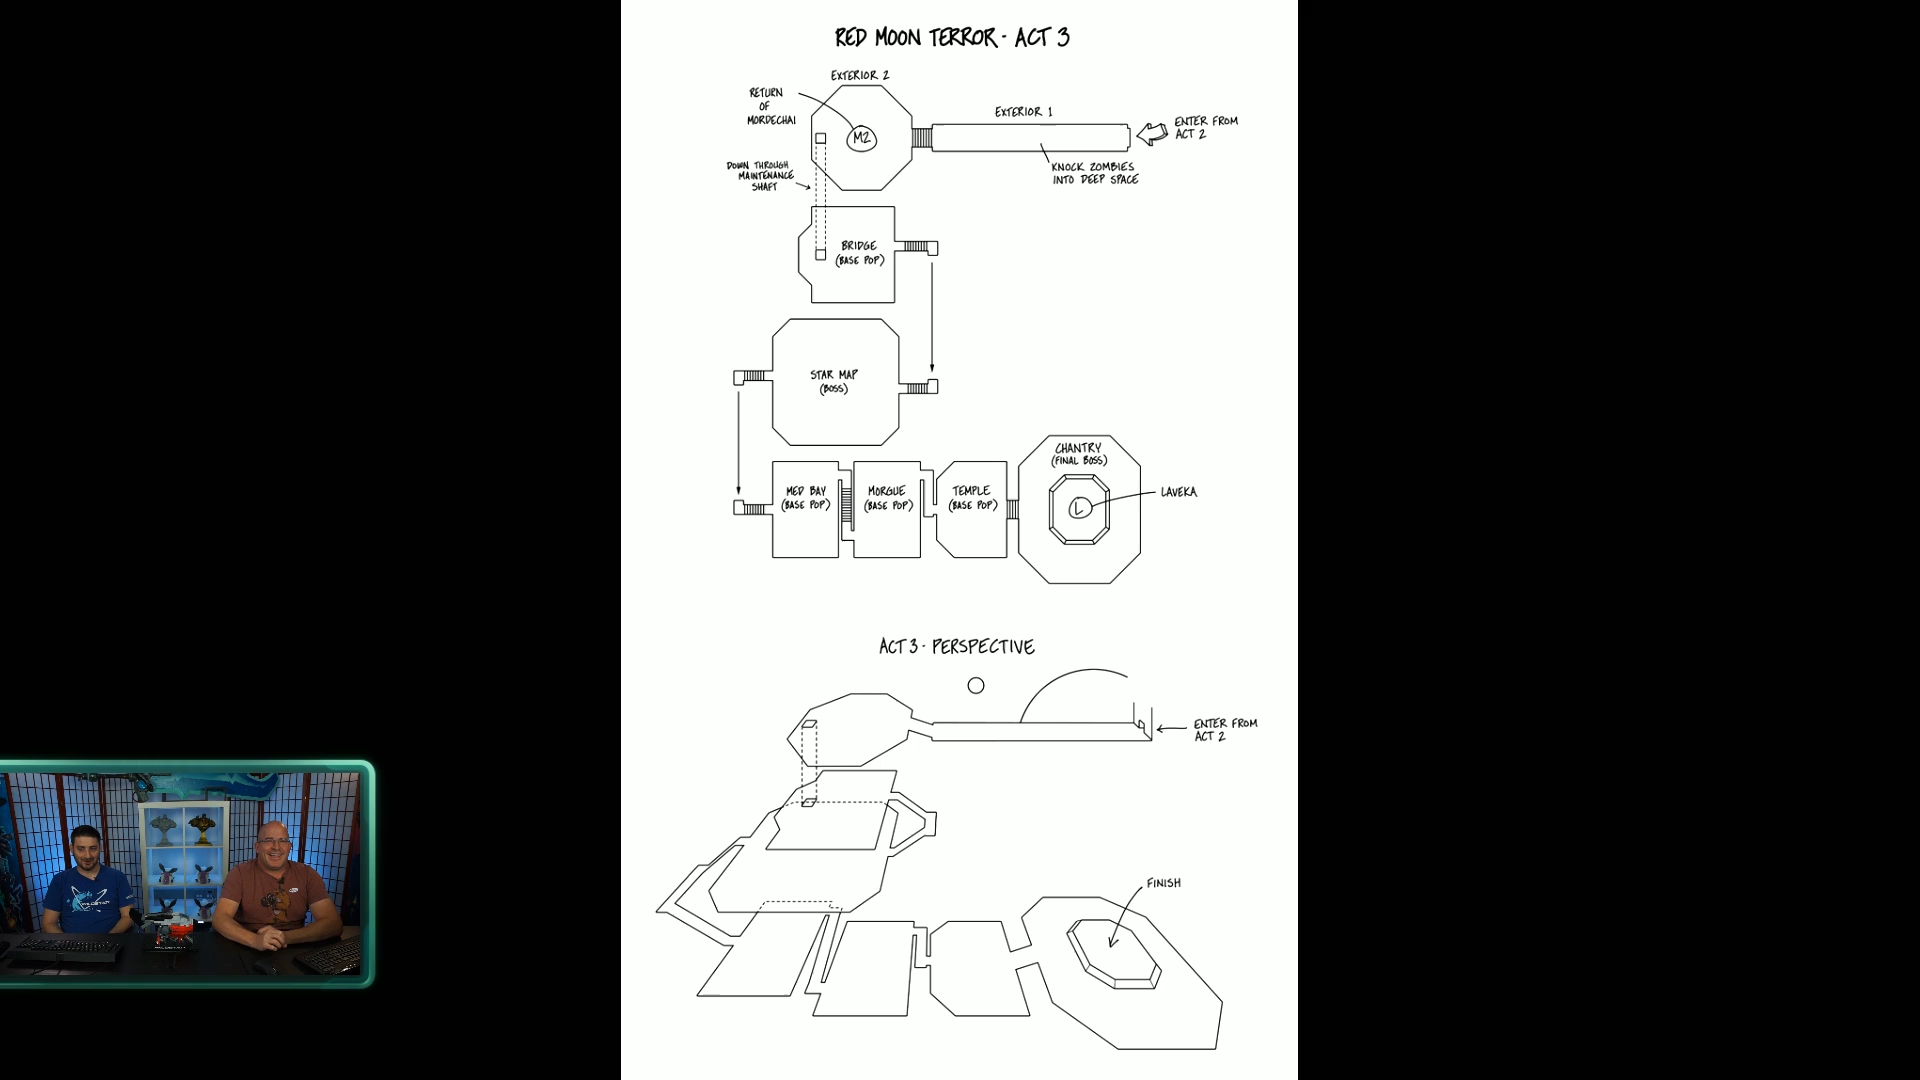 RED MOON TERROR - ACT 3
EXTERIOR 2
RETURN
OF
MORDECHAI
M2
EXTERIOR 1
ENTER FROM
ACT 2
KNOCK ZOMBIES
INTO DEEP SPACE
DOWN THROUGH
MAINTENANCE
SHAFT
BRIDGE
(BASE POP)
STAR MAP
(BOSS)
CHANTRY
(FINAL BOSS)
L
LAVEKA
MED BAY
(BASE POP)
MORGUE
(BASE POP)
TEMPLE
(BASE POP)
ACT 3 - PERSPECTIVE
ENTER FROM
ACT 2
FINISH
WILDSTAR